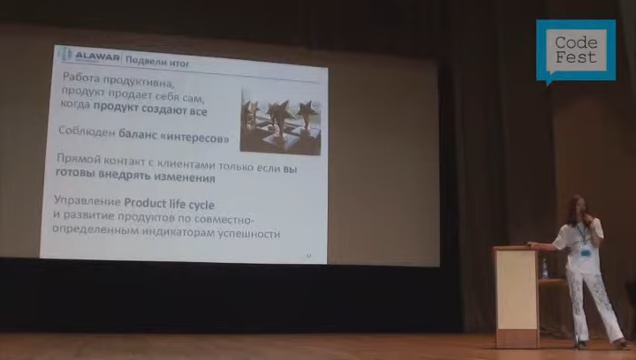 Code
Fest
ALAWAR Подвели итог
Работа продуктивна,
продукт продает себя сам,
когда продукт создают все
Соблюден баланс «интересов»
Прямой контакт с клиентами только если вы
готовы внедрять изменения
Управление Product life cycle
и развитие продуктов по совместно-
определенным индикаторам успешности